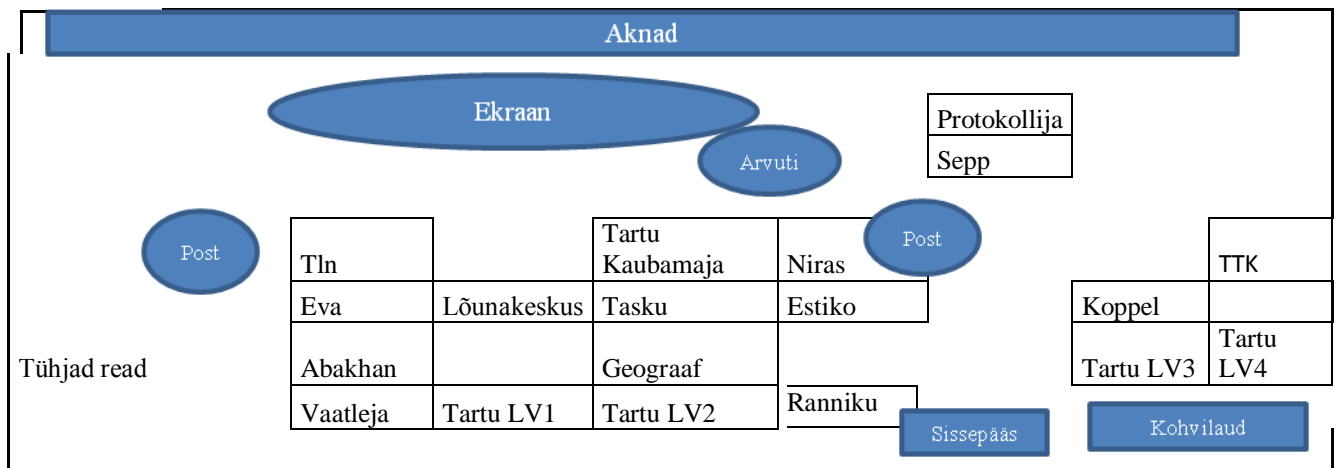 Aknad
Ekraan
Protokollija
Arvuti
Sepp
Post
Tln
Tartu
Kaubamaja
Niras
Post
TTK
Eva
Lõunakeskus
Tasku
Estiko
Koppel
Tühjad read
Abakhan
Geograaf
Tartu LV3
Tartu
LV4
Vaatleja
Tartu LV1
Tartu LV2
Ranniku
Sissepääs
Kohvilaud